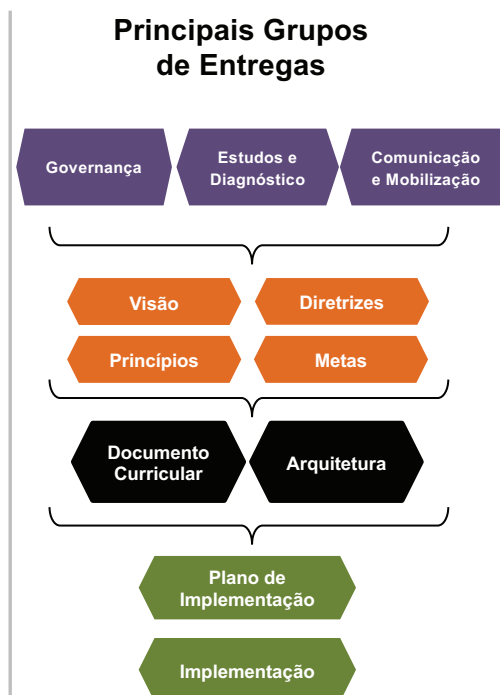 Principais Grupos
de Entregas
Governança
Estudos e
Diagnóstico
Comunicação
e Mobilização
Visão
Diretrizes
Princípios
Metas
Documento
Curricular
Arquitetura
Plano de
Implementação
Implementação